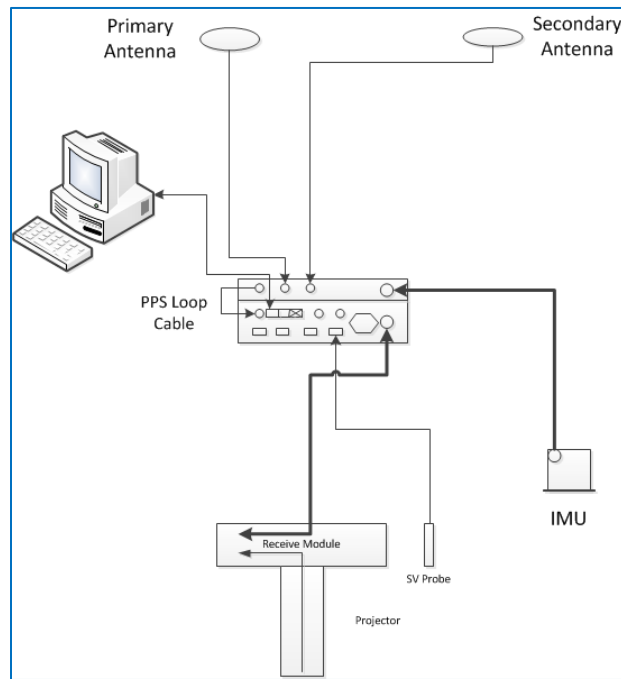 Primary
Antenna
Secondary
Antenna
PPS Loop
Cable
IMU
Receive Module
SV Probe
Projector